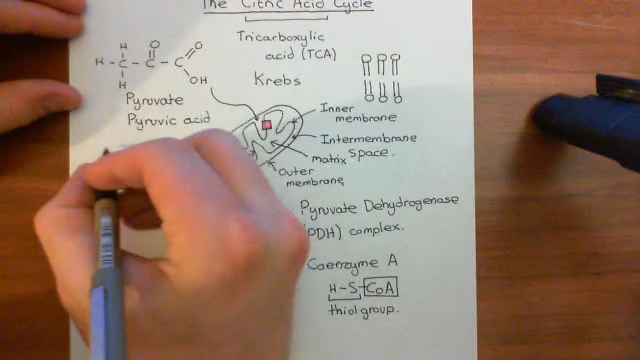 The Citric Acid Cycle
Tricarboxylic
acid (TCA)
Krebs
H
O
O
H - C - C - C
H
OH
Pyruvate
Pyruvic acid
Inner
membrane
Intermembrane
Space.
matrix
Outer
membrane
Pyruvate Dehydrogenase
(PDH) complex.
Coenzyme A
H-S-CoA
thiol group.